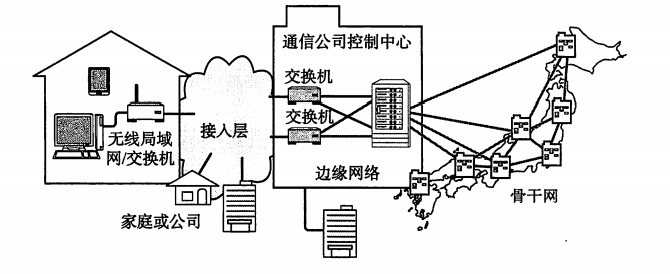 通信公司控制中心
交换机
交换机
无线局域
网/交换机
接入层
边缘网络
家庭或公司
骨干网